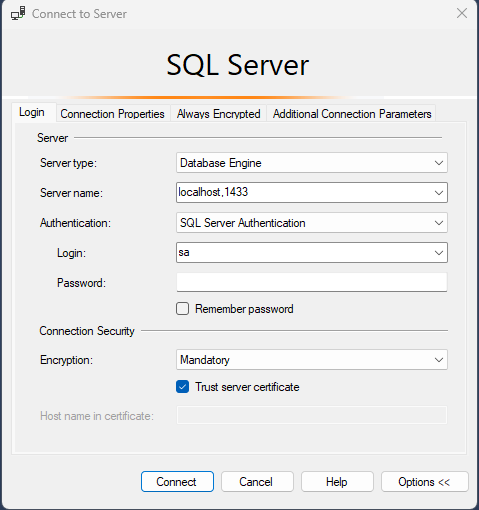 Connect to Server
SQL Server
Login Connection Properties Always Encrypted Additional Connection Parameters
Server
Server type: Database Engine
Server name: localhost,1433
Authentication: SQL Server Authentication
Login: sa
Password:
Remember password
Connection Security
Encryption: Mandatory
Trust server certificate
Host name in certificate:
Connect Cancel Help Options <<